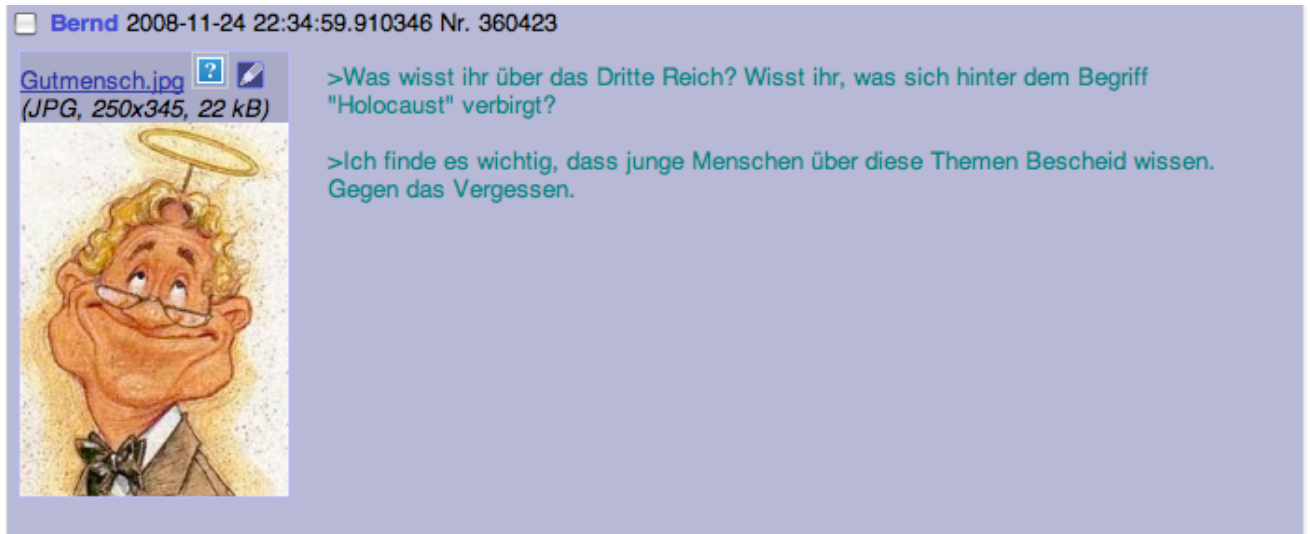 Bernd 2008-11-24 22:34:59.910346 Nr. 360423
Gutmensch.jpg ?
(JPG, 250x345, 22 kB)
>Was wisst ihr über das Dritte Reich? Wisst ihr, was sich hinter dem Begriff
"Holocaust" verbirgt?
>Ich finde es wichtig, dass junge Menschen über diese Themen Bescheid wissen.
Gegen das Vergessen.